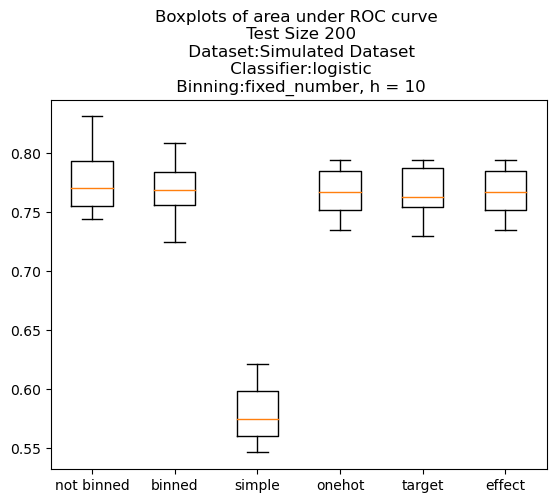 Boxplots of area under ROC curve
Test Size 200
Dataset:Simulated Dataset
Classifier:logistic
Binning:fixed_number, h = 10
0.80
0.75
0.70
0.65
0.60
0.55
not binned binned simple onehot target effect